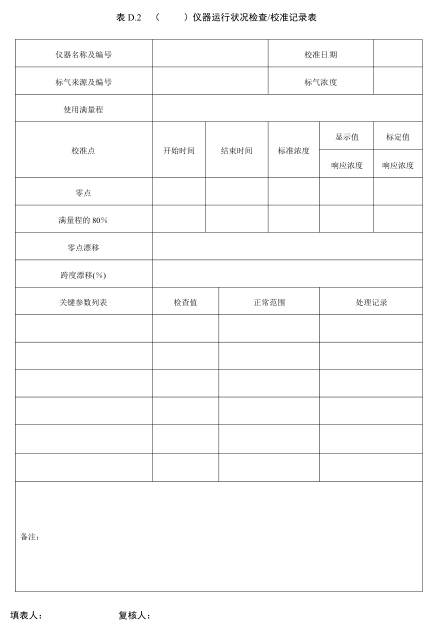 表 D.2 （ ）仪器运行状况检查/校准记录表
仪器名称及编号 校准日期
标气来源及编号 标气浓度
使用满量程
校准点 开始时间 结束时间 标准浓度 显示值 标定值
响应浓度 响应浓度
零点
满量程的 80%
零点漂移
跨度漂移(%)
关键参数列表 检查值 正常范围 处理记录
备注：
填表人： 复核人：